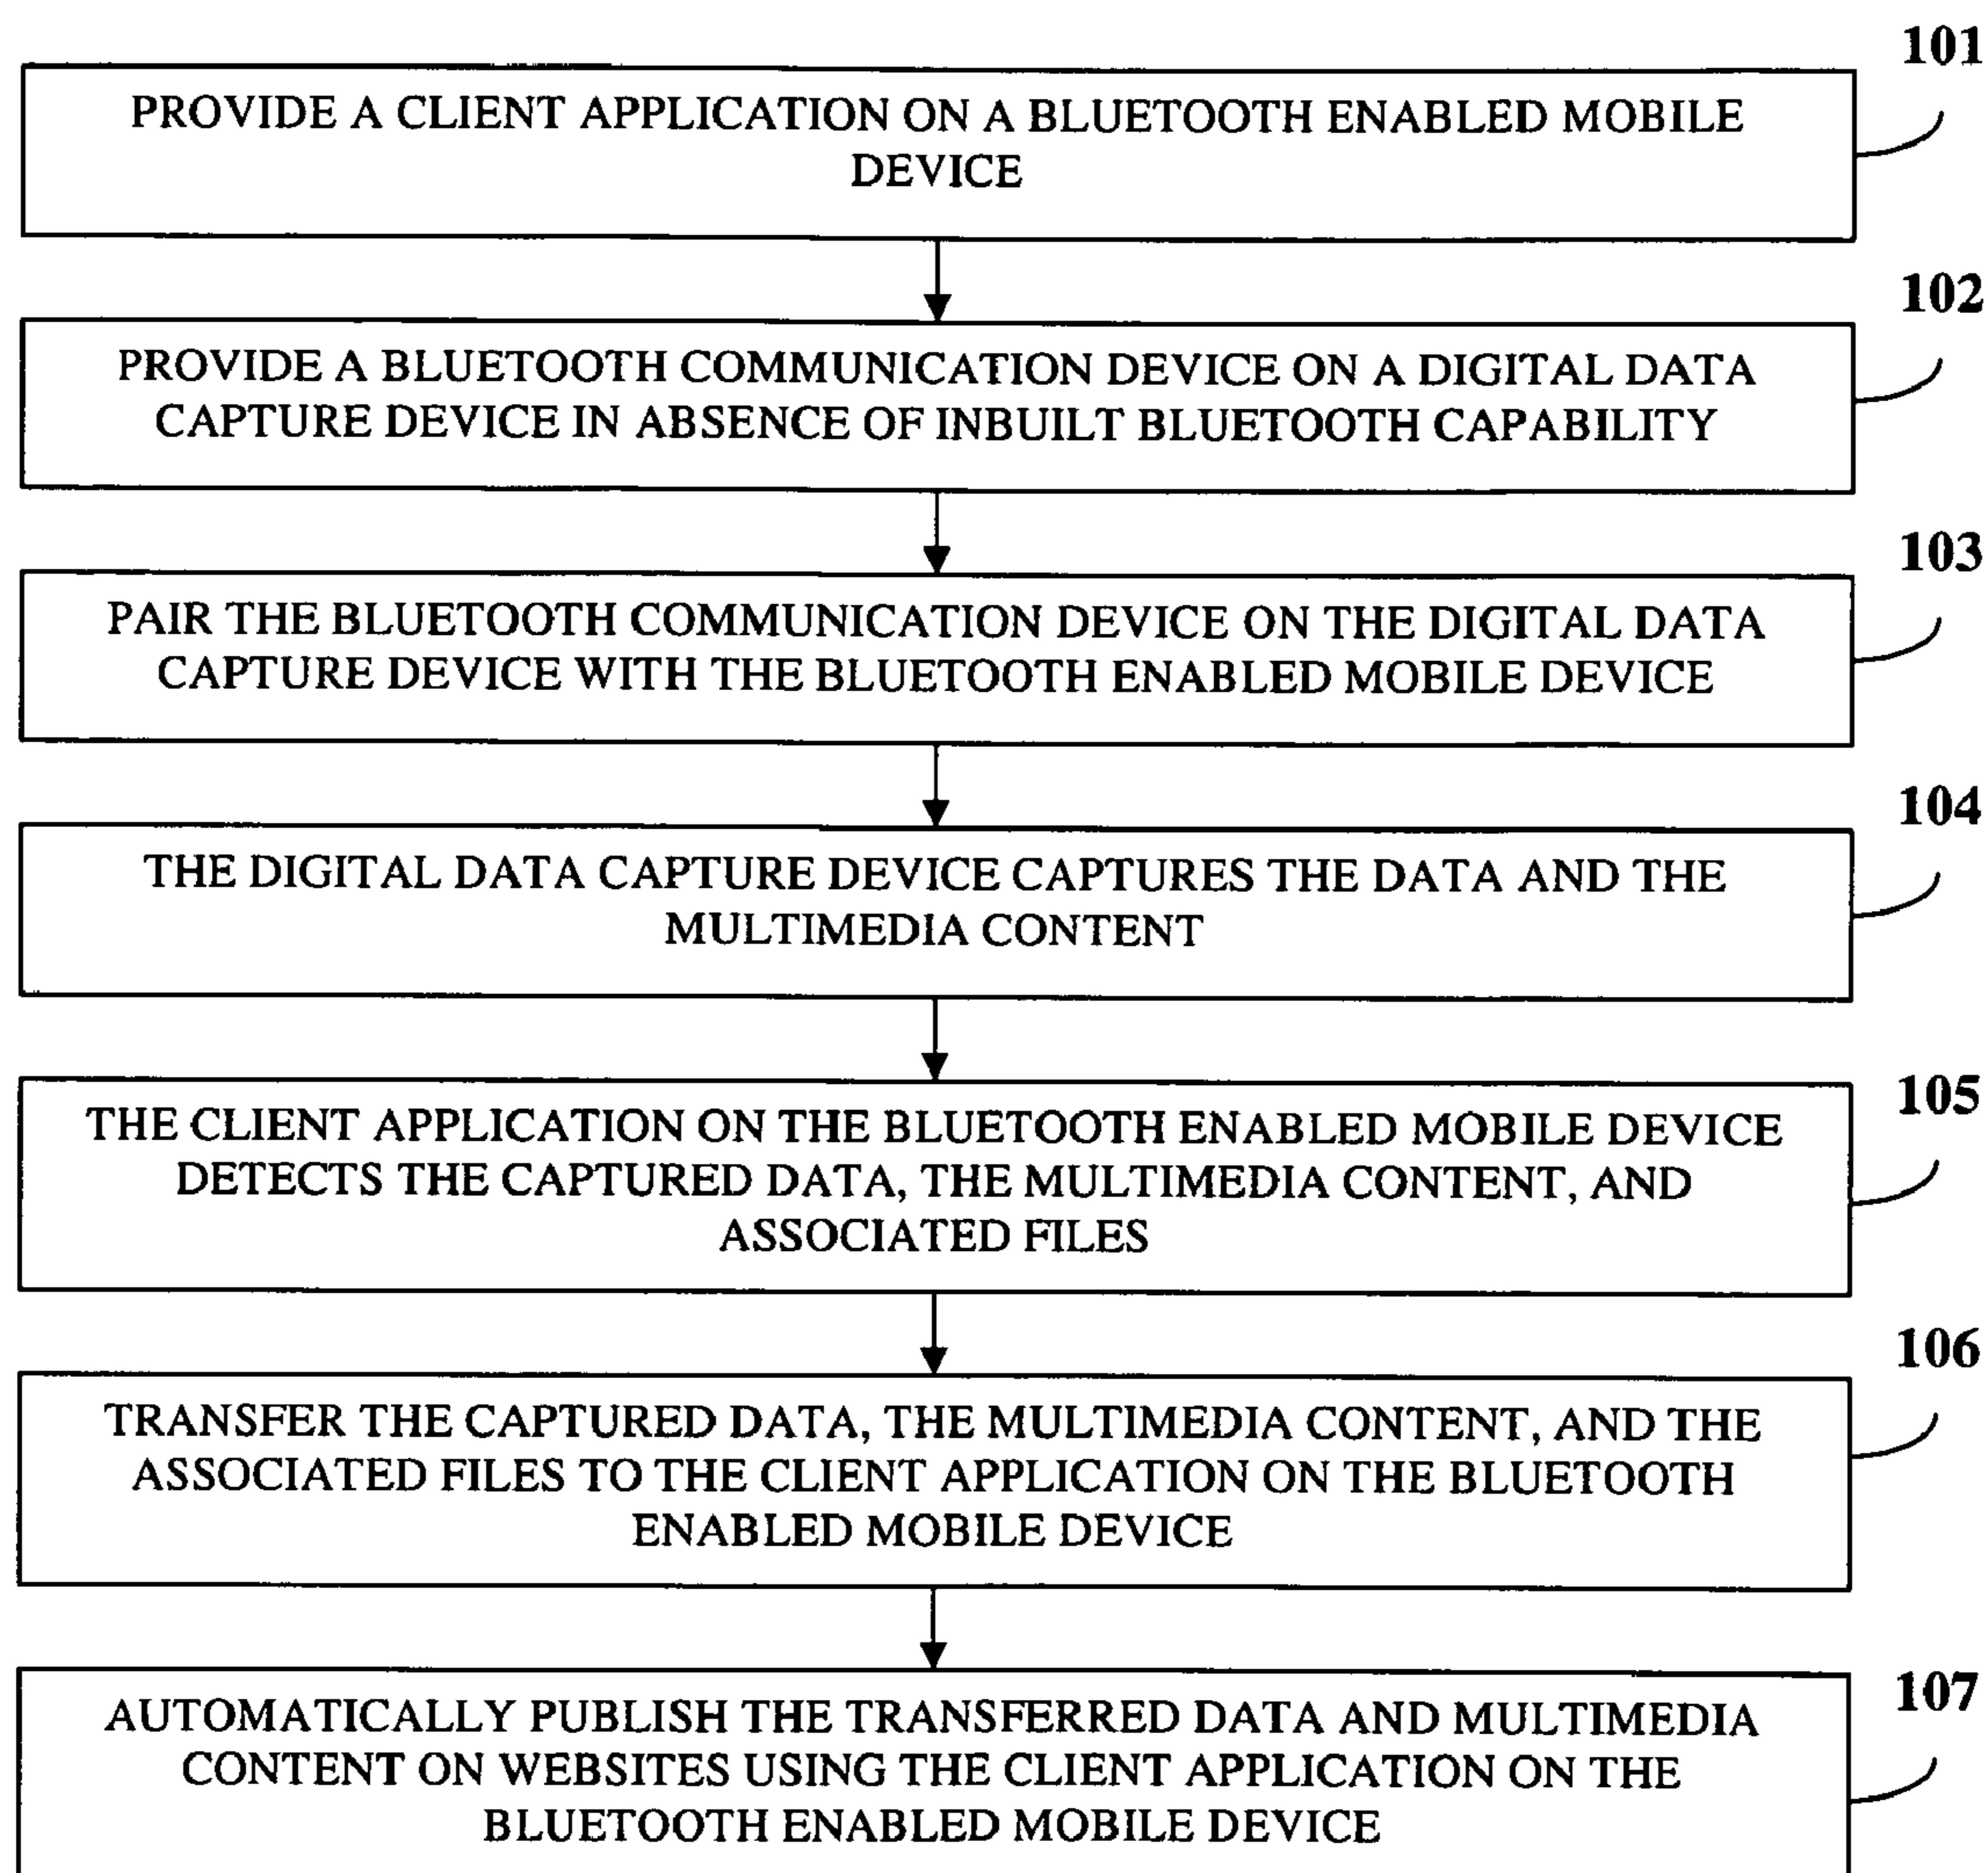 101
PROVIDE A CLIENT APPLICATION ON A BLUETOOTH ENABLED MOBILE
DEVICE
102
PROVIDE A BLUETOOTH COMMUNICATION DEVICE ON A DIGITAL DATA
CAPTURE DEVICE IN ABSENCE OF INBUILT BLUETOOTH CAPABILITY
103
PAIR THE BLUETOOTH COMMUNICATION DEVICE ON THE DIGITAL DATA
CAPTURE DEVICE WITH THE BLUETOOTH ENABLED MOBILE DEVICE
104
THE DIGITAL DATA CAPTURE DEVICE CAPTURES THE DATA AND THE
MULTIMEDIA CONTENT
105
THE CLIENT APPLICATION ON THE BLUETOOTH ENABLED MOBILE DEVICE
DETECTS THE CAPTURED DATA, THE MULTIMEDIA CONTENT, AND
ASSOCIATED FILES
106
TRANSFER THE CAPTURED DATA, THE MULTIMEDIA CONTENT, AND THE
ASSOCIATED FILES TO THE CLIENT APPLICATION ON THE BLUETOOTH
ENABLED MOBILE DEVICE
107
AUTOMATICALLY PUBLISH THE TRANSFERRED DATA AND MULTIMEDIA
CONTENT ON WEBSITES USING THE CLIENT APPLICATION ON THE
BLUETOOTH ENABLED MOBILE DEVICE